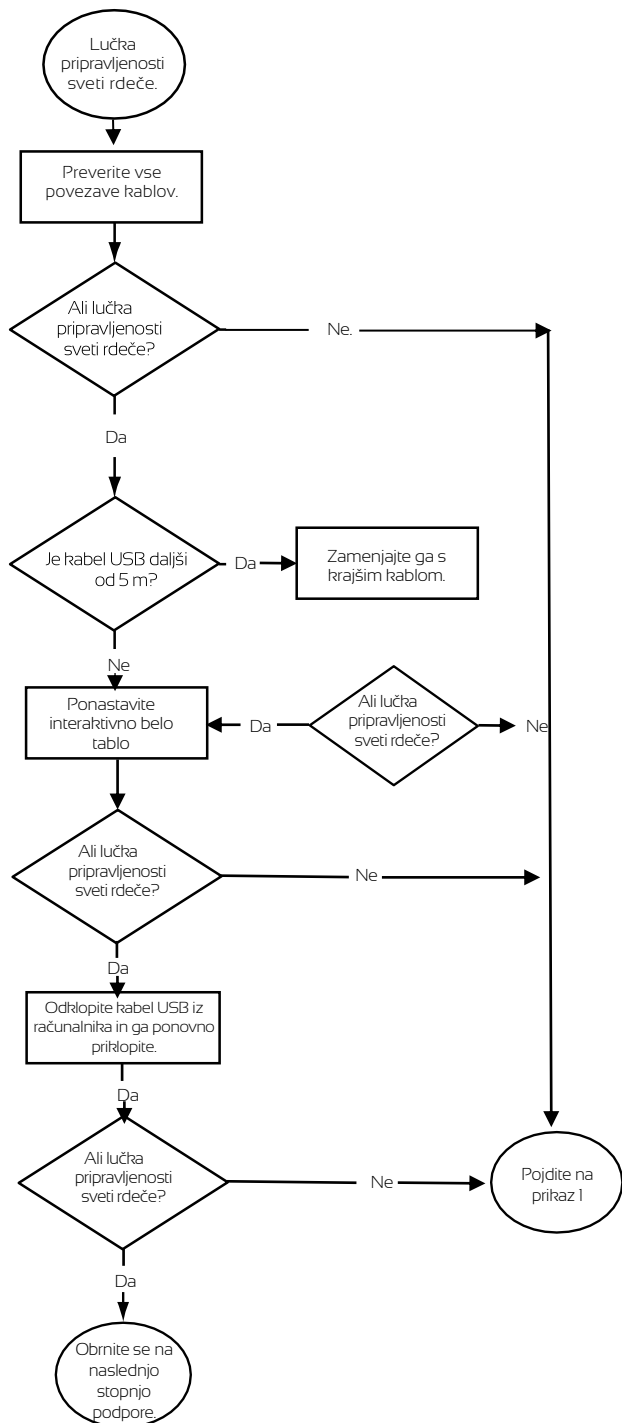 Lučka
pripravljenosti
sveti rdeče.
Preverite vse
povezave kablov.
Ali lučka
pripravljenosti
sveti rdeče?
Ne.
Da
Je kabel USB daljši
od 5 m?
Da
Zamenjajte ga s
krajšim kablom.
Ne
Ponastavite
interaktivno belo
tablo
Da
Ali lučka
pripravljenosti
sveti rdeče?
Ne
Ali lučka
pripravljenosti
sveti rdeče?
Ne
Da
Odklopite kabel USB iz
računalnika in ga ponovno
priklopite.
Da
Ali lučka
pripravljenosti
sveti rdeče?
Ne
Pojdite na
prikaz 1
Da
Obrnite se na
naslednjo
stopnjo
podpore.